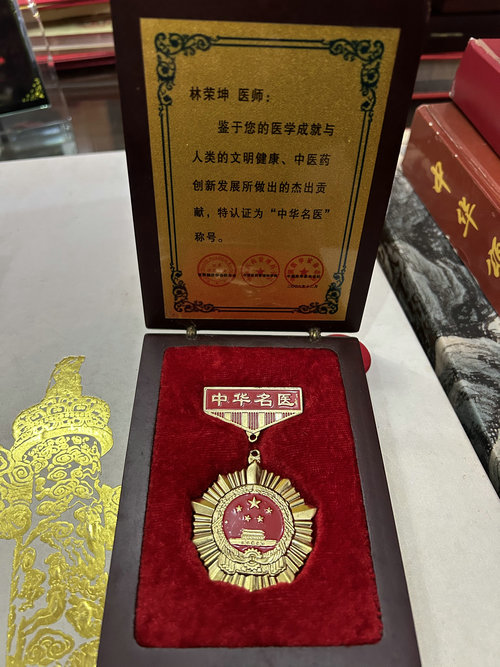 林荣坤 医师:
鉴于您的医学成就与
人类的文明健康、中医药
创新发展所做出的杰出贡
献，特认证为“中华名医”
称号。
中华名医
中华